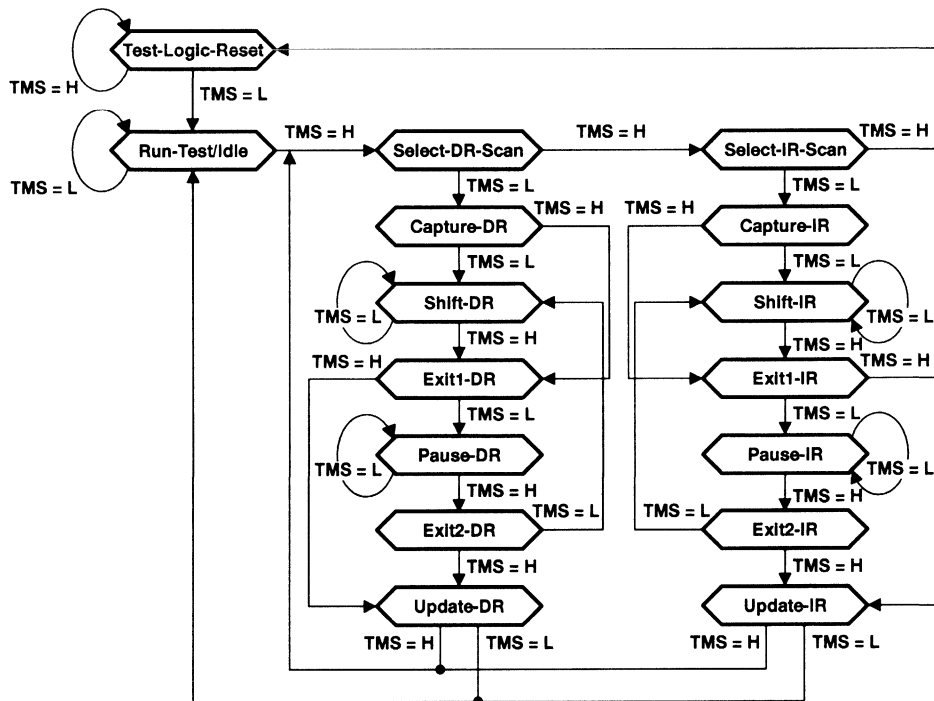 Test-Logic-Reset
TMS = H
TMS = L
TMS = H
TMS = H
TMS = H
Run-Test/Idle
Select-DR-Scan
Select-IR-Scan
TMS = L
TMS = L
TMS = L
TMS = H
TMS = H
Capture-DR
Capture-IR
TMS = L
TMS = L
Shift-DR
Shift-IR
TMS = L
TMS = L
TMS = H
TMS = H
TMS = H
TMS = H
Exit1-DR
Exit1-IR
TMS = L
TMS = L
Pause-DR
Pause-IR
TMS = L
TMS = L
TMS = H
TMS = H
TMS = L
TMS = L
Exit2-DR
Exit2-IR
TMS = H
TMS = H
Update-DR
Update-IR
TMS = H
TMS = L
TMS = H
TMS = L